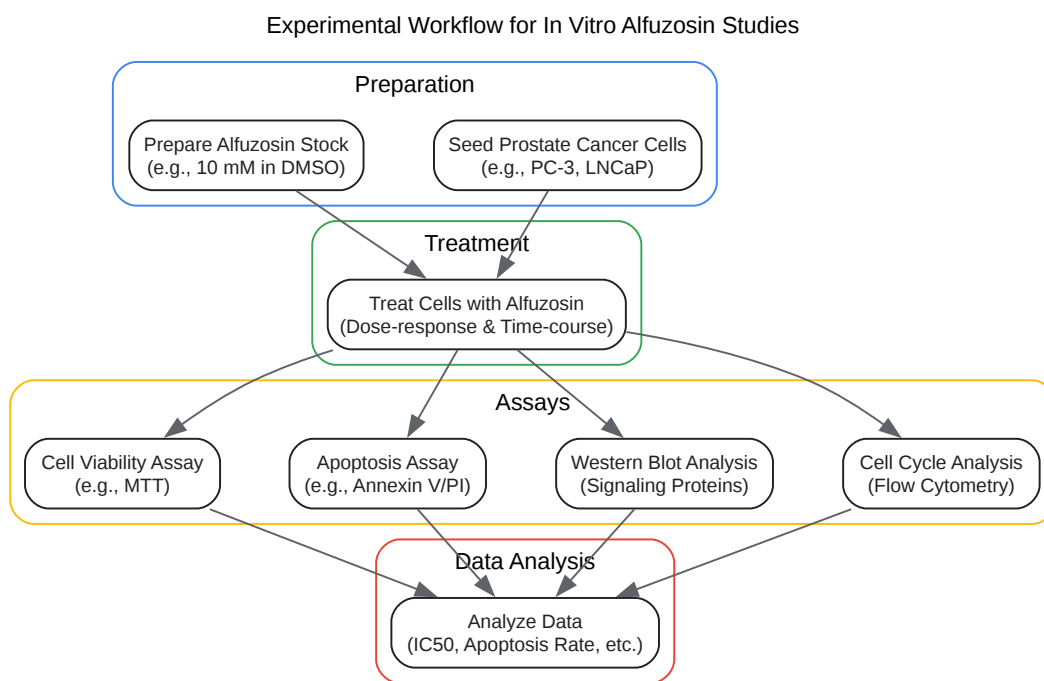 Experimental Workflow for In Vitro Alfuzosin Studies
Preparation
Prepare Alfuzosin Stock
(e.g., 10 mM in DMSO)
Seed Prostate Cancer Cells
(e.g., PC-3, LNCaP)
Treatment
Treat Cells with Alfuzosin
(Dose-response & Time-course)
Assays
Cell Viability Assay
(e.g., MTT)
Apoptosis Assay
(e.g., Annexin V/PI)
Western Blot Analysis
(Signaling Proteins)
Cell Cycle Analysis
(Flow Cytometry)
Data Analysis
Analyze Data
(IC50, Apoptosis Rate, etc.)